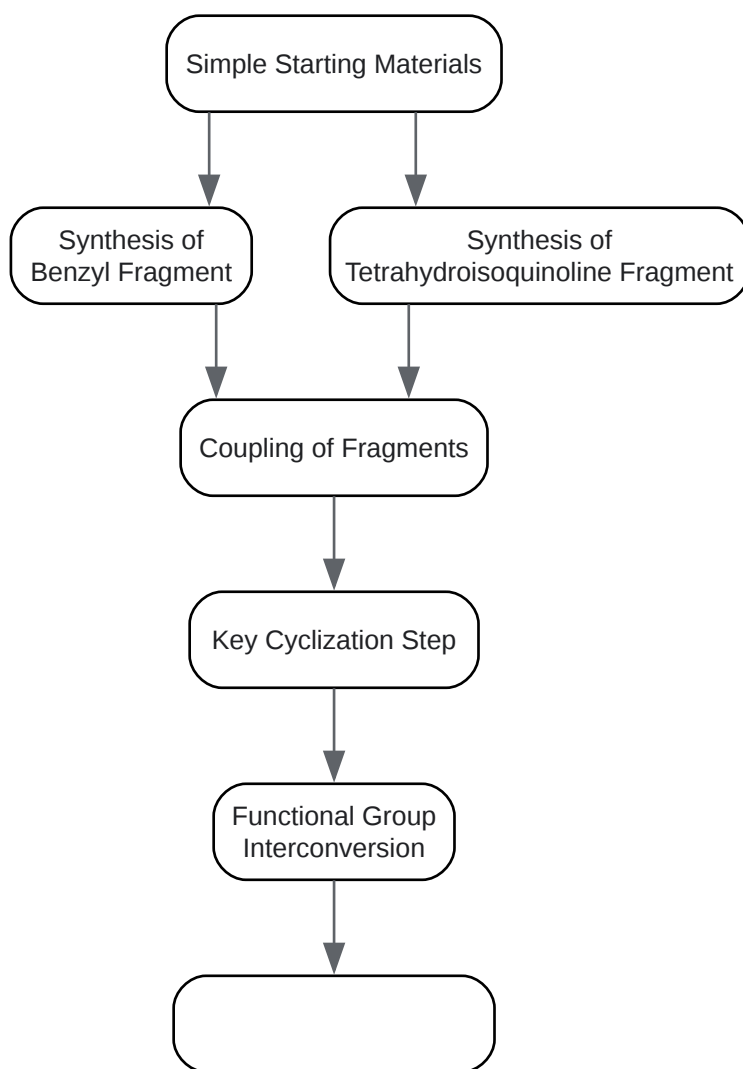 Simple Starting Materials
Synthesis of
Benzyl Fragment
Synthesis of
Tetrahydroisoquinoline Fragment
Coupling of Fragments
Key Cyclization Step
Functional Group
Interconversion